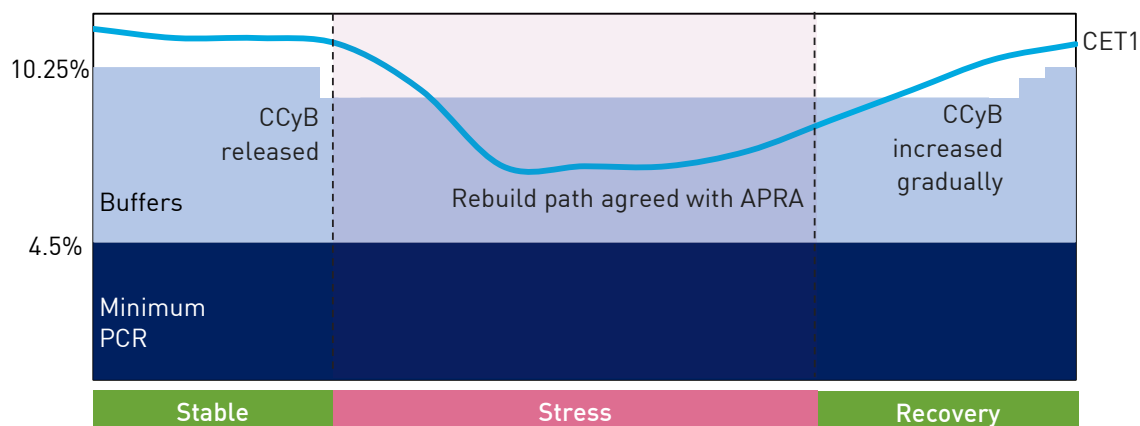 CET1
10.25%
CCyB
released
CCyB
increased
gradually
Rebuild path agreed with APRA
Buffers
4.5%
Minimum
PCR
Stable
Stress
Recovery